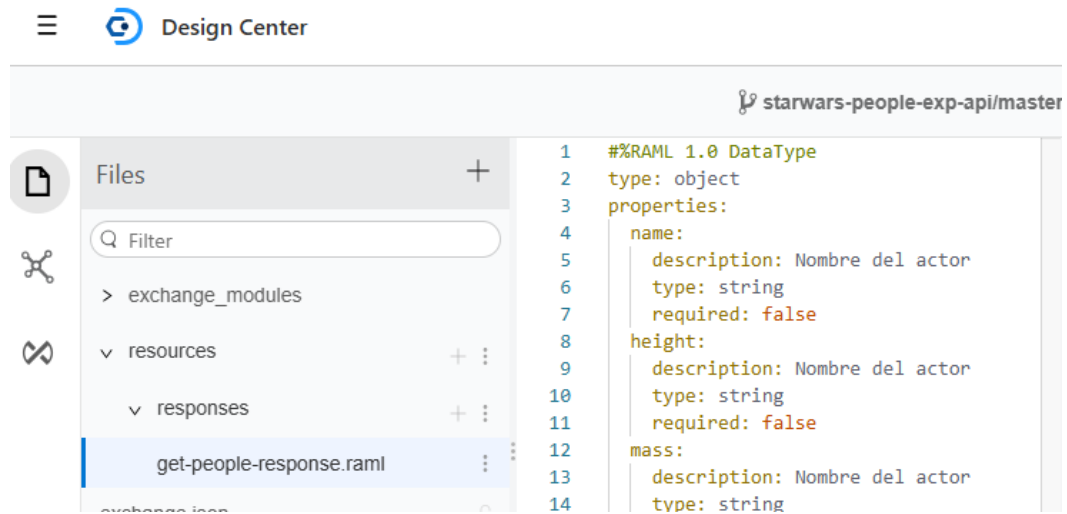 Design Center
starwars-people-exp-api/master
Files
Filter
exchange_modules
resources
responses
get-people-response.raml
exchange.json
1 #%RAML 1.0 DataType
2 type: object
3 properties:
4 name:
5 description: Nombre del actor
6 type: string
7 required: false
8 height:
9 description: Nombre del actor
10 type: string
11 required: false
12 mass:
13 description: Nombre del actor
14 type: string